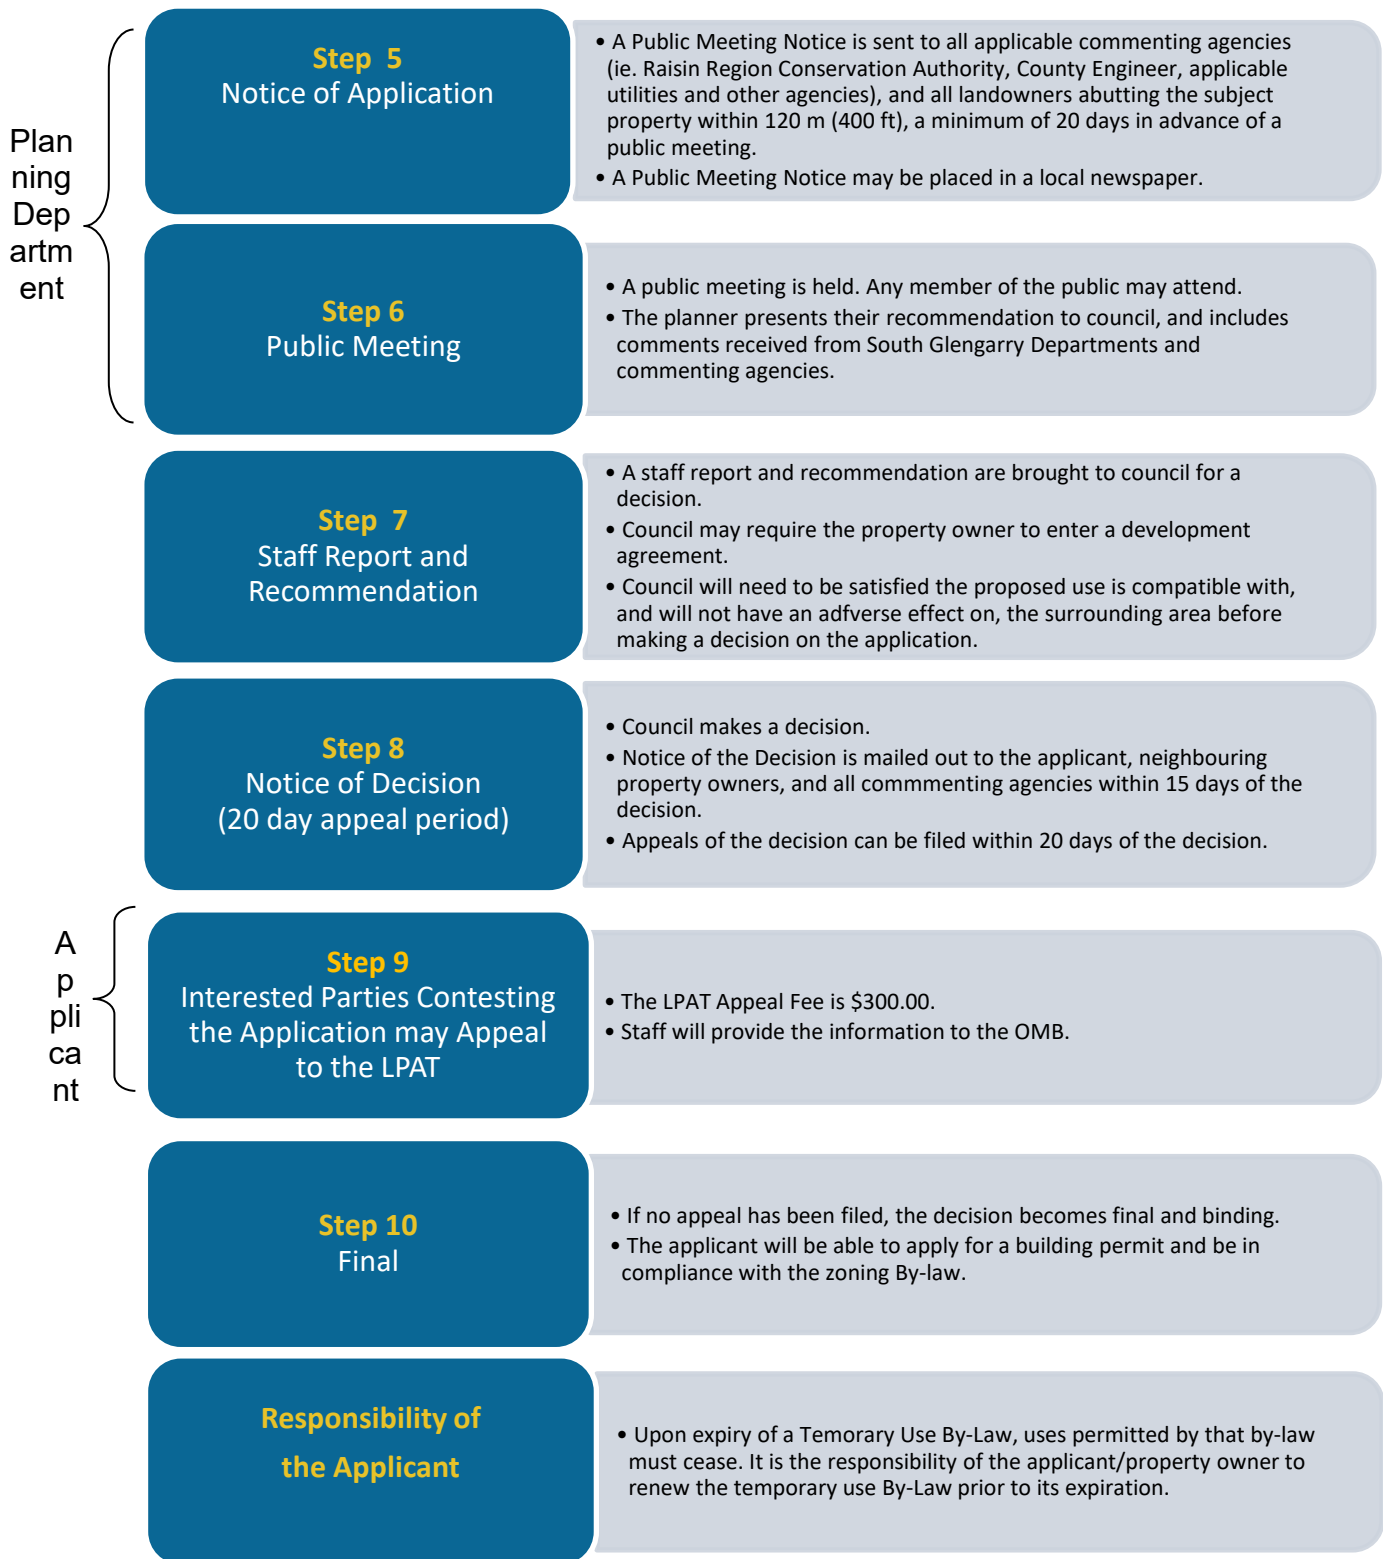 Plan
ning
Dep
artm
ent
Step 5
Notice of Application
• A Public Meeting Notice is sent to all applicable commenting agencies
(ie. Raisin Region Conservation Authority, County Engineer, applicable
utilities and other agencies), and all landowners abutting the subject
property within 120 m (400 ft), a minimum of 20 days in advance of a
public meeting.
• A Public Meeting Notice may be placed in a local newspaper.
Step 6
Public Meeting
• A public meeting is held. Any member of the public may attend.
• The planner presents their recommendation to council, and includes
comments received from South Glengarry Departments and
commenting agencies.
Step 7
Staff Report and
Recommendation
• A staff report and recommendation are brought to council for a
decision.
• Council may require the property owner to enter a development
agreement.
• Council will need to be satisfied the proposed use is compatible with,
and will not have an adfverse effect on, the surrounding area before
making a decision on the application.
Step 8
Notice of Decision
(20 day appeal period)
• Council makes a decision.
• Notice of the Decision is mailed out to the applicant, neighbouring
property owners, and all commmenting agencies within 15 days of the
decision.
• Appeals of the decision can be filed within 20 days of the decision.
A
p
pli
ca
nt
Step 9
Interested Parties Contesting
the Application may Appeal
to the LPAT
• The LPAT Appeal Fee is $300.00.
• Staff will provide the information to the OMB.
Step 10
Final
• If no appeal has been filed, the decision becomes final and binding.
• The applicant will be able to apply for a building permit and be in
compliance with the zoning By-law.
Responsibility of
the Applicant
• Upon expiry of a Temorary Use By-Law, uses permitted by that by-law
must cease. It is the responsibility of the applicant/property owner to
renew the temporary use By-Law prior to its expiration.